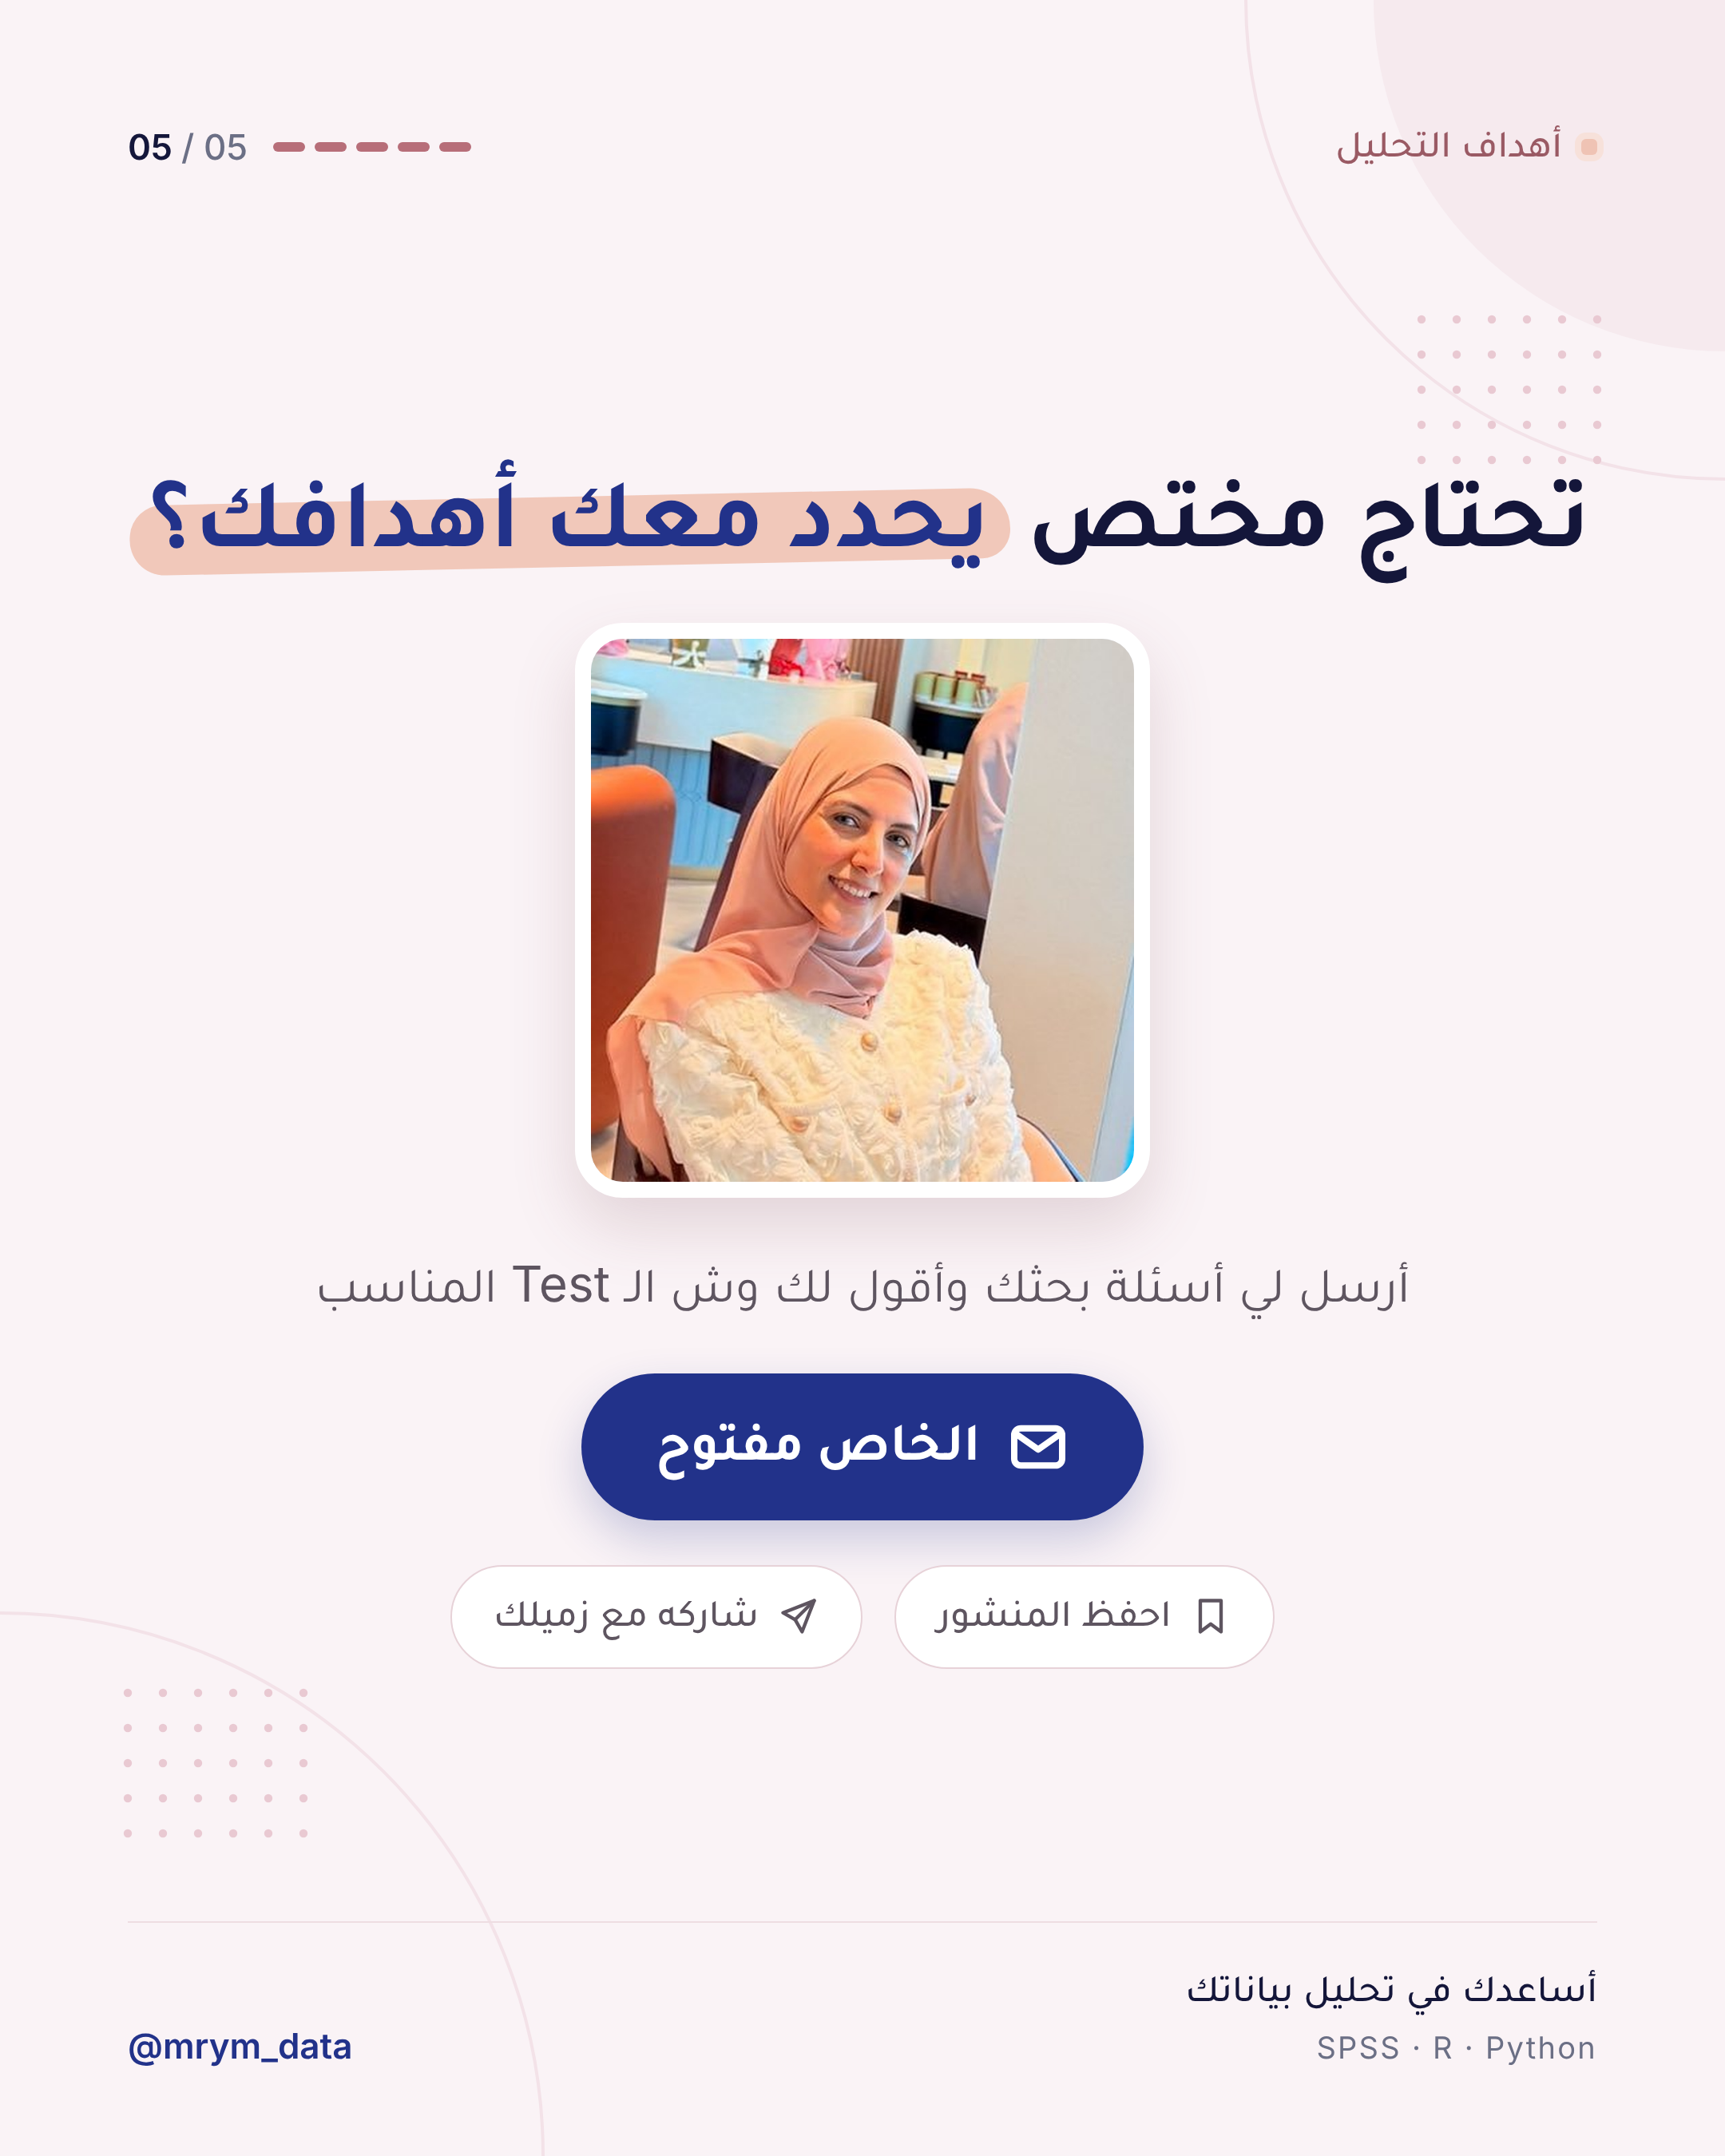 أهداف التحليل
05 / 05
تحتاج مختص يحدد معك أهدافك؟
أرسل لي أسئلة بحثك وأقول لك وش الـ Test المناسب
الخاص مفتوح
احفظ المنشور
شاركه مع زميلك
أساعدك في تحليل بياناتك
SPSS · R · Python
@mrym_data